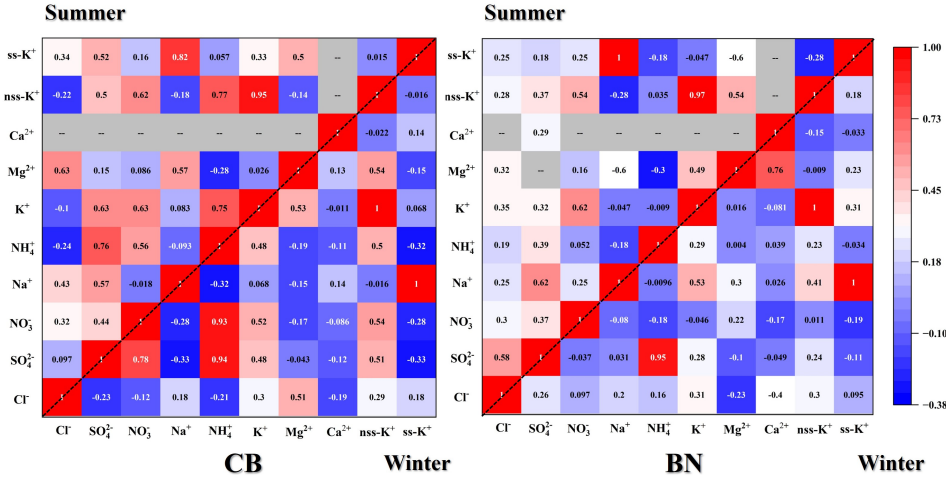 Summer
ss-K⁺ 0.34 0.52 0.16 0.82 0.057 0.33 0.5 -- 0.015 1
nss-K⁺ -0.22 0.5 0.62 -0.18 0.77 0.95 -0.14 -- 1 -0.016
Ca²⁺ -- -- -- -- -- -- -- 1 -0.022 0.14
Mg²⁺ 0.63 0.15 0.086 0.57 -0.28 0.026 1 0.13 0.54 -0.15
K⁺ -0.1 0.63 0.63 0.083 0.75 1 0.53 -0.011 1 0.068
NH₄⁺ -0.24 0.76 0.56 -0.093 1 0.48 -0.19 -0.11 0.5 -0.32
Na⁺ 0.43 0.57 -0.018 1 -0.32 0.068 -0.15 0.14 -0.016 1
NO₃⁻ 0.32 0.44 1 -0.28 0.93 0.52 -0.17 -0.086 0.54 -0.28
SO₄²⁻ 0.097 1 0.78 -0.33 0.94 0.48 -0.043 -0.12 0.51 -0.33
Cl⁻ 1 -0.23 -0.12 0.18 -0.21 0.3 0.51 -0.19 0.29 0.18
Cl⁻ SO₄²⁻ NO₃⁻ Na⁺ NH₄⁺ K⁺ Mg²⁺ Ca²⁺ nss-K⁺ ss-K⁺
CB Winter
Summer
ss-K⁺ 0.25 0.18 0.25 1 -0.18 -0.047 -0.6 -- -0.28 1
nss-K⁺ 0.28 0.37 0.54 -0.28 0.035 0.97 0.54 -- 1 0.18
Ca²⁺ -- 0.29 -- -- -- -- -- 1 -0.15 -0.033
Mg²⁺ 0.32 -- 0.16 -0.6 -0.3 0.49 1 0.76 -0.009 0.23
K⁺ 0.35 0.32 0.62 -0.047 -0.009 1 0.016 -0.081 1 0.31
NH₄⁺ 0.19 0.39 0.052 -0.18 1 0.29 0.004 0.039 0.23 -0.034
Na⁺ 0.25 0.62 0.25 1 -0.0096 0.53 0.3 0.026 0.41 1
NO₃⁻ 0.3 0.37 1 -0.08 -0.18 -0.046 0.22 -0.17 0.011 -0.19
SO₄²⁻ 0.58 1 -0.037 0.031 0.95 0.28 -0.1 -0.049 0.24 -0.11
Cl⁻ 1 0.26 0.097 0.2 0.16 0.31 -0.23 -0.4 0.3 0.095
Cl⁻ SO₄²⁻ NO₃⁻ Na⁺ NH₄⁺ K⁺ Mg²⁺ Ca²⁺ nss-K⁺ ss-K⁺
BN Winter
1.00
0.73
0.45
0.18
-0.11
-0.38